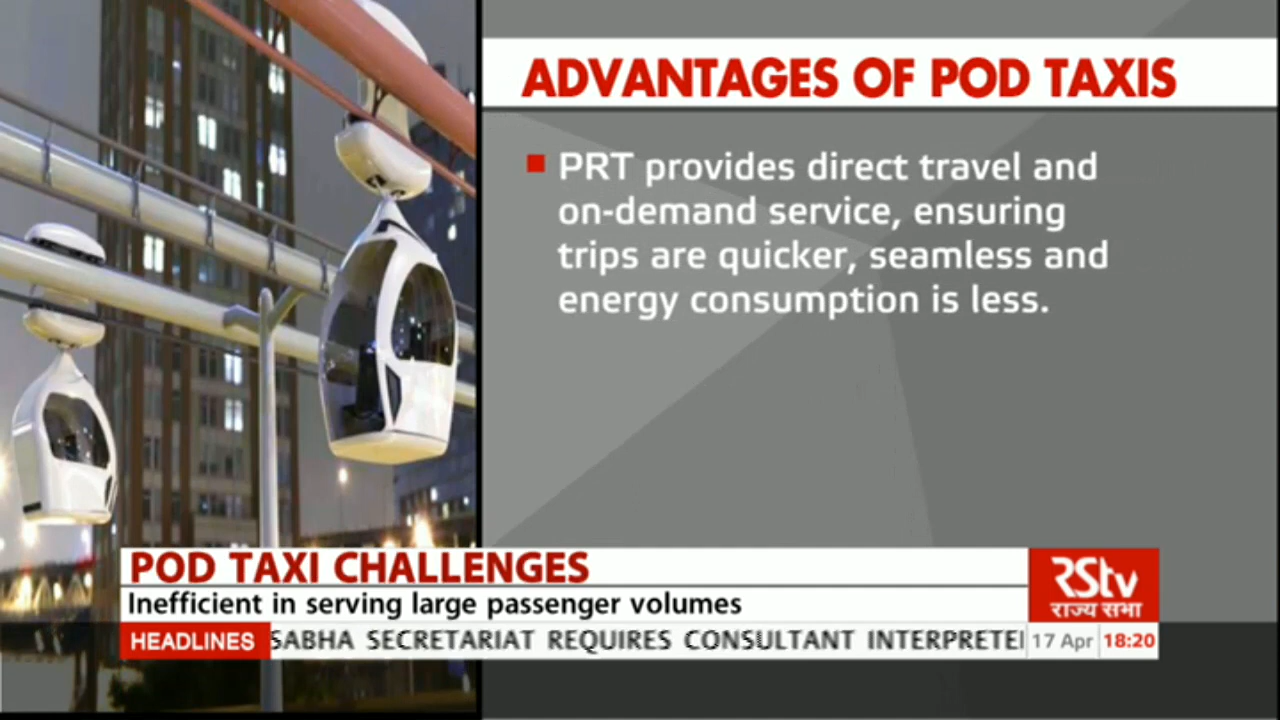 ADVANTAGES OF POD TAXIS
PRT provides direct travel and
on-demand service, ensuring
trips are quicker, seamless and
energy consumption is less.
POD TAXI CHALLENGES
Inefficient in serving large passenger volumes
RStv
राज्य सभा
HEADLINES SABHA SECRETARIAT REQUIRES CONSULTANT 17 Apr 18:20